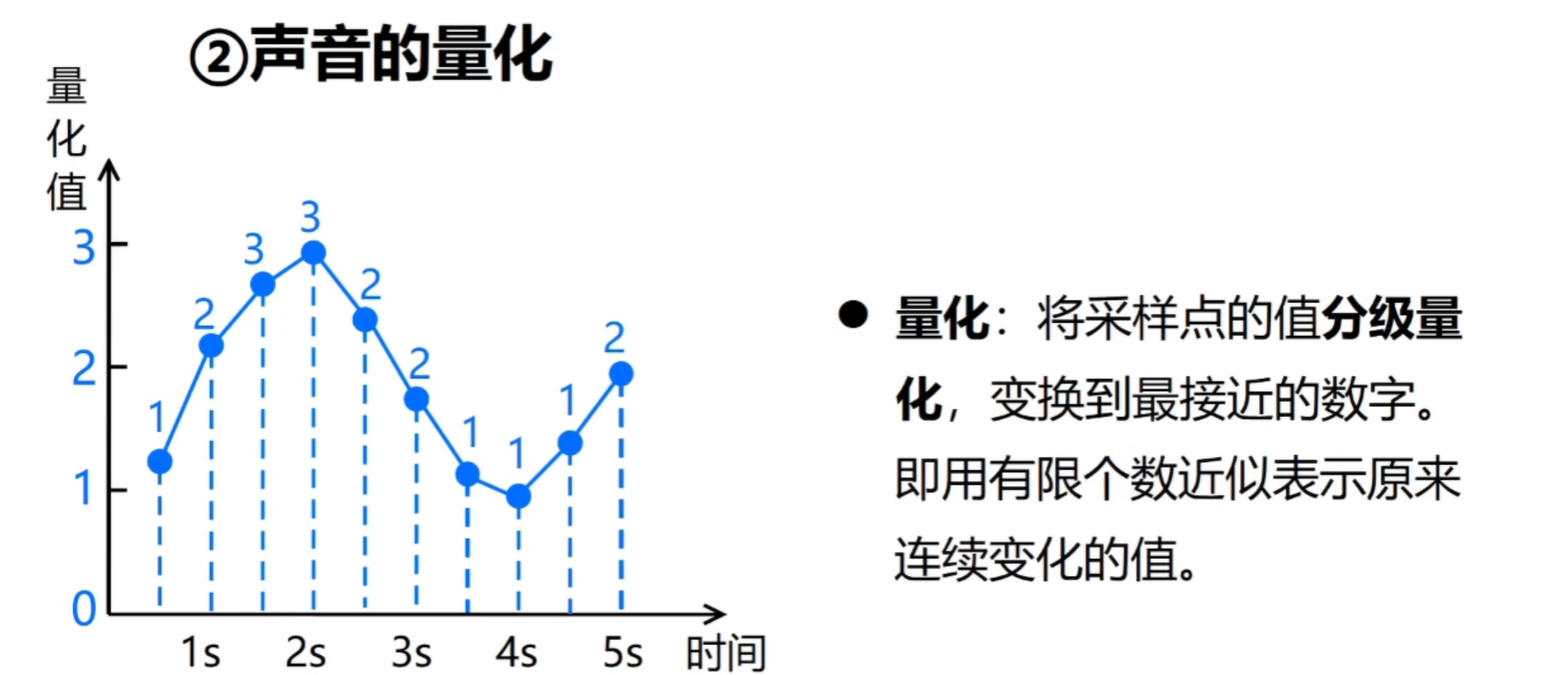 ②声音的量化
量
化
值
3
3
3
2
2
2
2
2
1
1
1
1
1
0
1s 2s 3s 4s 5s 时间
● 量化：将采样点的值分级量
化，变换到最接近的数字。
即用有限个数近似表示原来
连续变化的值。